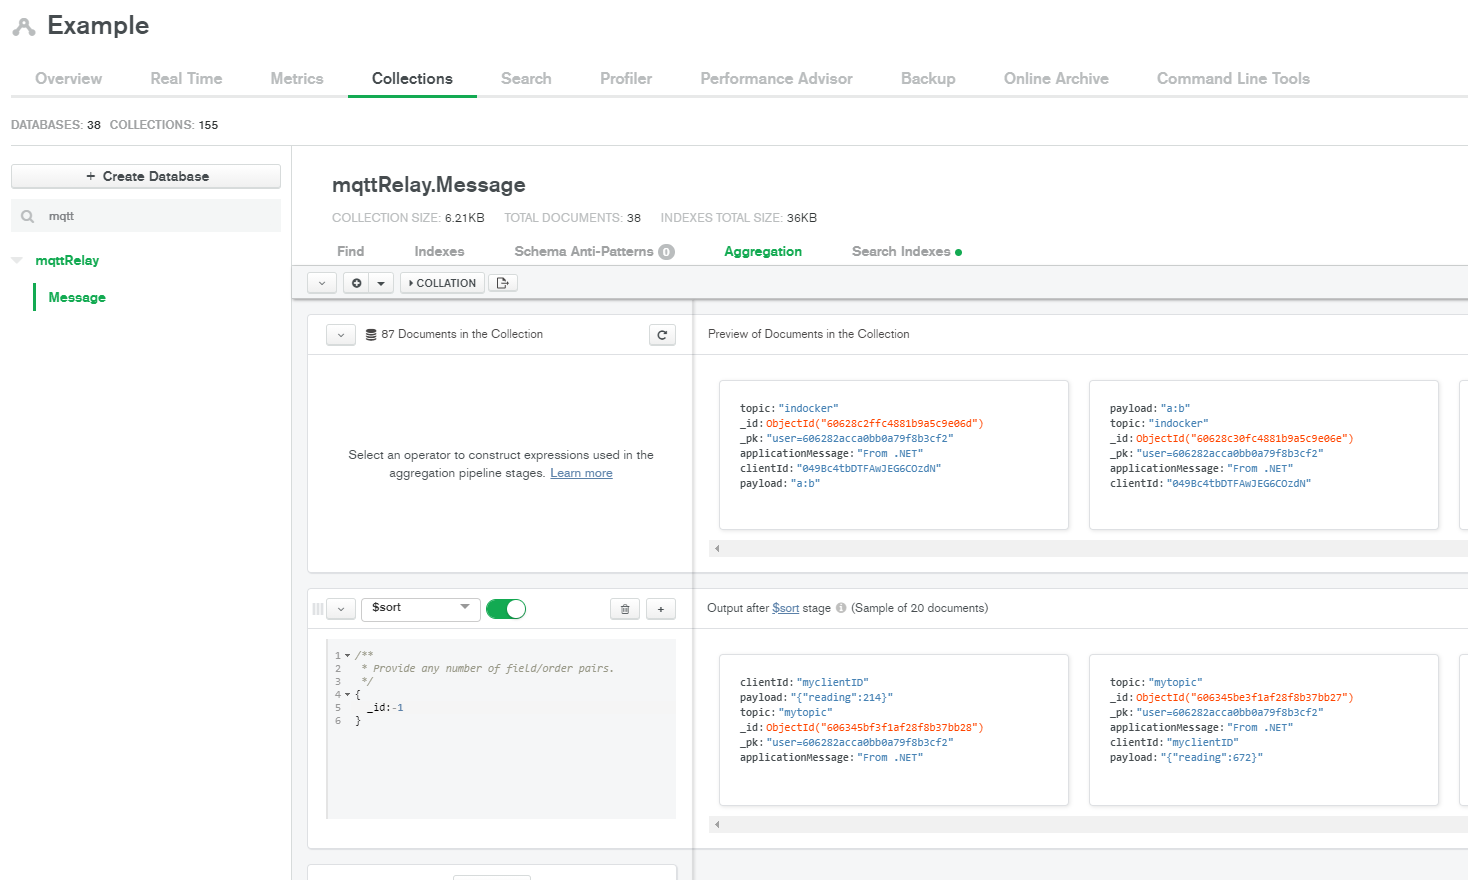 Example
Overview Real Time Metrics Collections Search Profiler Performance Advisor Backup Online Archive Command Line Tools
DATABASES: 38 COLLECTIONS: 155
+ Create Database
mqtt
mqttRelay
Message
mqttRelay.Message
COLLECTION SIZE: 6.21KB TOTAL DOCUMENTS: 38 INDEXES TOTAL SIZE: 36KB
Find Indexes Schema Anti-Patterns 0 Aggregation Search Indexes
COLLATION
87 Documents in the Collection
Preview of Documents in the Collection
Select an operator to construct expressions used in the
aggregation pipeline stages. Learn more
topic: "indocker"
_id: ObjectId("60628c2ffc4881b9a5c9e06d")
_pk: "user=606282acca0bb0a79f8b3cf2"
applicationMessage: "From .NET"
clientId: "049Bc4tbDTFAwJEG6COzdN"
payload: "a:b"
payload: "a:b"
topic: "indocker"
_id: ObjectId("60628c30fc4881b9a5c9e06e")
_pk: "user=606282acca0bb0a79f8b3cf2"
applicationMessage: "From .NET"
clientId: "049Bc4tbDTFAwJEG6COzdN"
$sort
+
Output after $sort stage (Sample of 20 documents)
1 /**
2 * Provide any number of field/order pairs.
3 */
4 {
5 _id:-1
6 }
clientId: "myclientID"
payload: "{"reading":214}"
topic: "mytopic"
_id: ObjectId("606345bf3f1af28f8b37bb28")
_pk: "user=606282acca0bb0a79f8b3cf2"
applicationMessage: "From .NET"
topic: "mytopic"
_id: ObjectId("606345be3f1af28f8b37bb27")
_pk: "user=606282acca0bb0a79f8b3cf2"
applicationMessage: "From .NET"
clientId: "myclientID"
payload: "{"reading":672}"